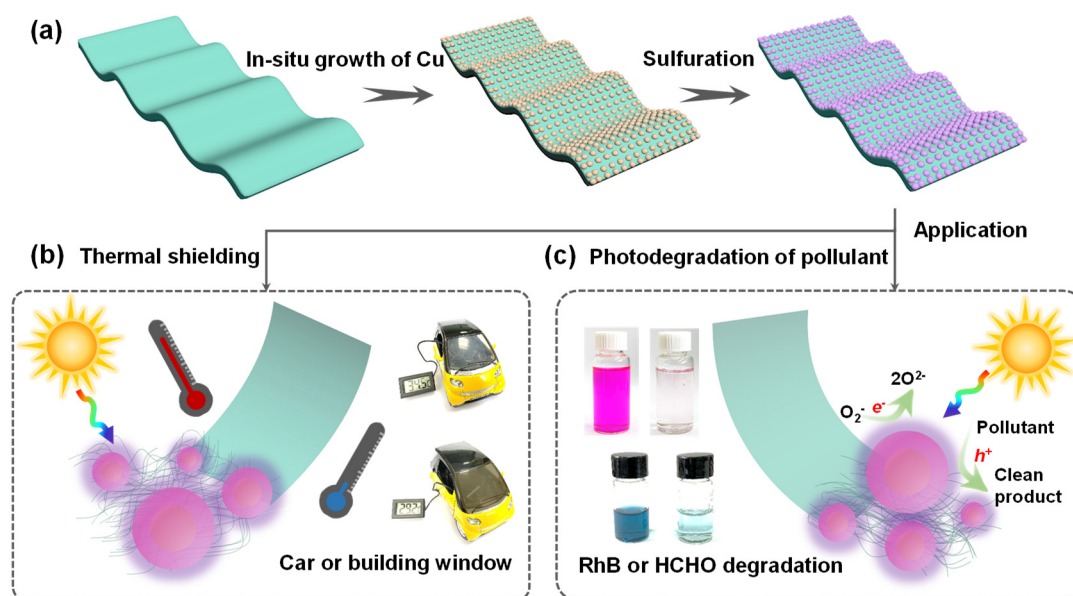 (a)
In-situ growth of Cu
Sulfuration
Application
(b) Thermal shielding
(c) Photodegradation of pollulant
Car or building window
2O²⁻
O₂⁻ e⁻
Pollutant
h⁺
Clean
product
RhB or HCHO degradation